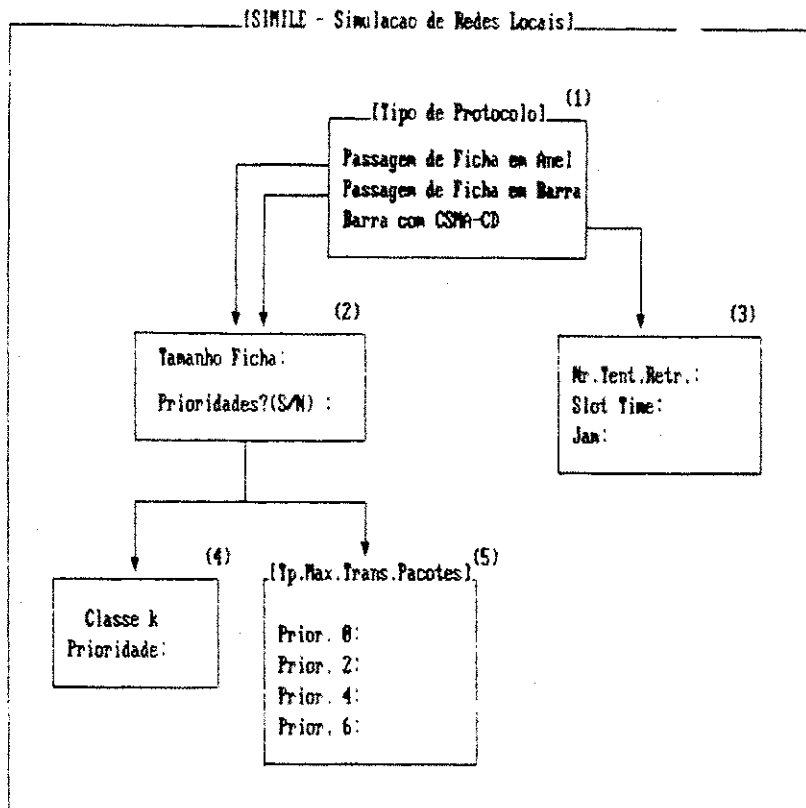 [SIMILE - Simulacao de Redes Locais]
(1)
[Tipo de Protocolo]
Passagem de Ficha em Anel
Passagem de Ficha em Barra
Barra com CSMA-CD
(2)
Tamanho Ficha:
Prioridades?(S/N) :
(3)
Nr.Tent.Retr.:
Slot Time:
Jam:
(4)
Classe k
Prioridade:
(5)
[Tp.Max.Trans.Pacotes]
Prior. 0:
Prior. 2:
Prior. 4:
Prior. 6: